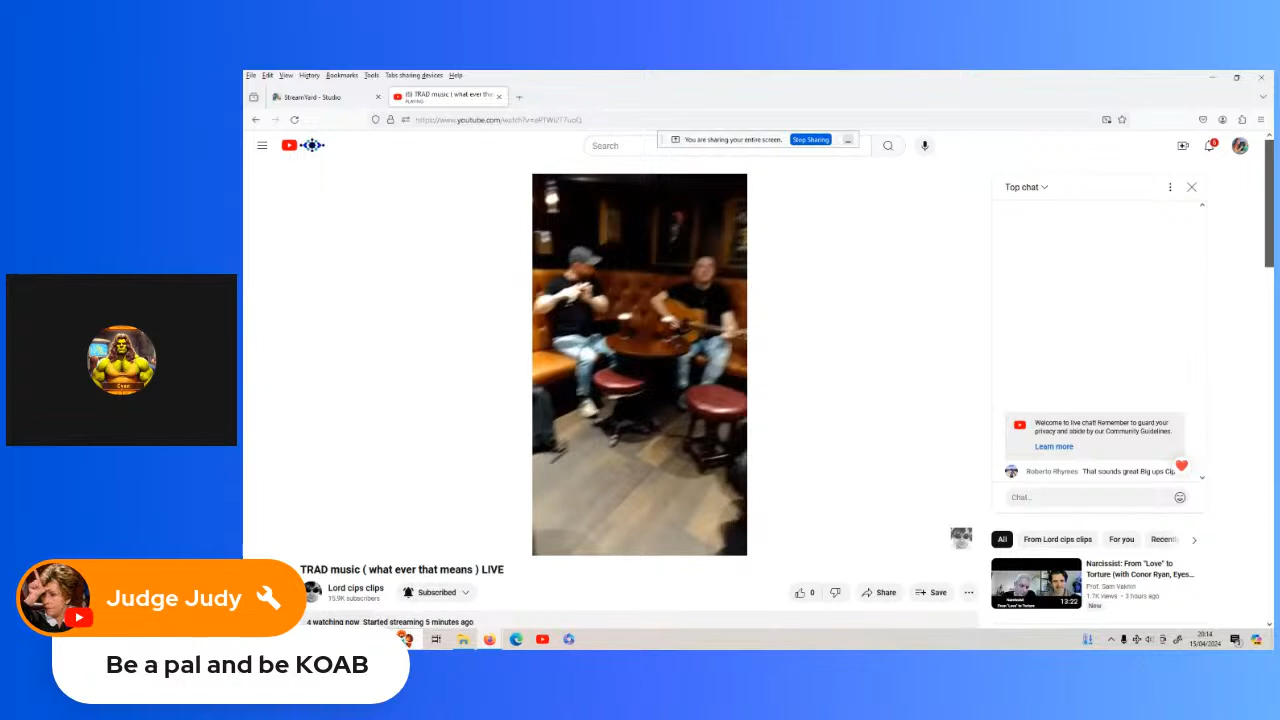 File Edit View History Bookmarks Tools Tabs sharing devices Help
StreamYard - Studio
TRAD music ( what ever tha
PLAYING
Search
You are sharing your entire screen.
Stop Sharing
Top chat
Welcome to live chat! Remember to guard your
privacy and abide by our Community Guidelines.
Learn more
Roberto Rhymes That sounds great Big ups
Chat...
Cyan
TRAD music ( what ever that means ) LIVE
Lord cips clips
15.9K subscribers
Subscribed
0
Share
Save
4 watching now Started streaming 5 minutes ago
All
From Lord cips clips
For you
Recently
Narcissist: From "Love" to
Torture (with Conor Ryan, Eyes...
Prof. Sam Vaknin
1.7K views • 3 hours ago
New
13:22
20:14
15/04/2024
Judge Judy
Be a pal and be KOAB